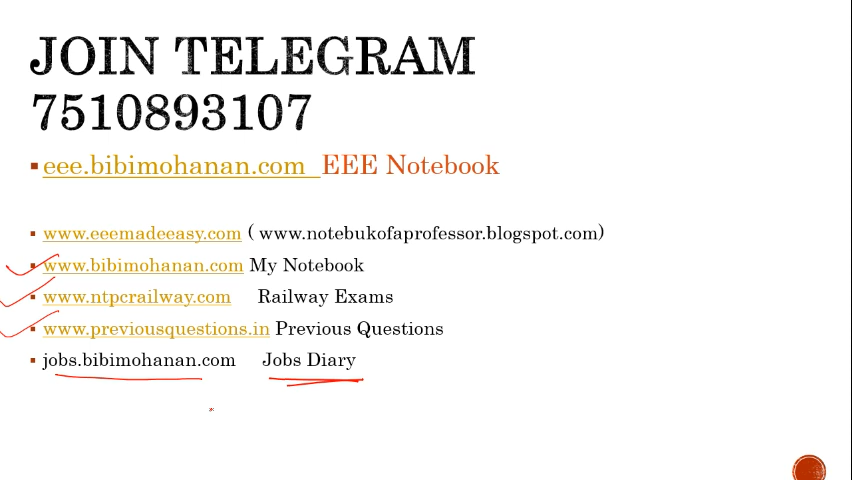 JOIN TELEGRAM
7510893107
eee.bibimohanan.com EEE Notebook
www.eeemadeeasy.com ( www.notebukofaprofessor.blogspot.com)
www.bibimohanan.com My Notebook
www.ntpcrailway.com Railway Exams
www.previousquestions.in Previous Questions
jobs.bibimohanan.com Jobs Diary